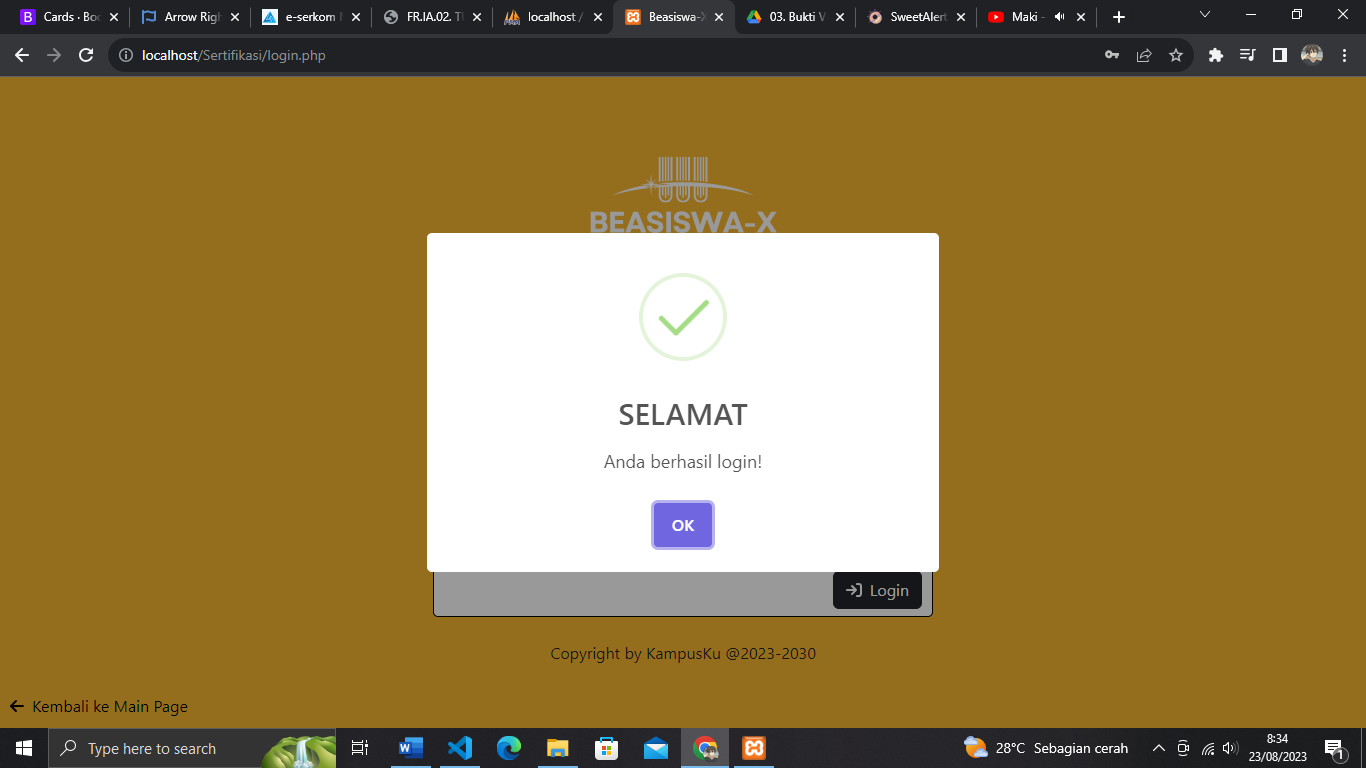 Cards · Boo
Arrow Righ
e-serkom M
FR.IA.02. TU
localhost /
Beasiswa-X
03. Bukti V
SweetAlert
Maki -
localhost/Sertifikasi/login.php
BEASISWA-X
SELAMAT
Anda berhasil login!
OK
Login
Copyright by KampusKu @2023-2030
Kembali ke Main Page
Type here to search
28°C Sebagian cerah
8:34
23/08/2023
1